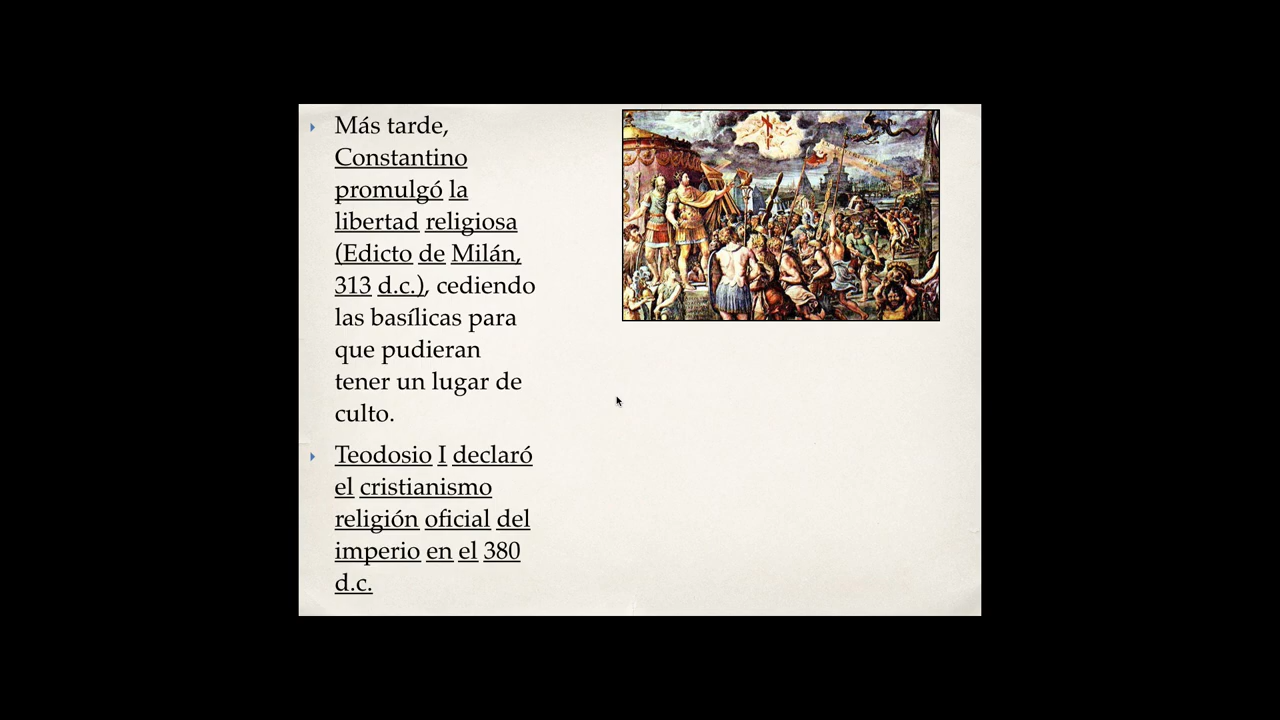 Más tarde,
Constantino
promulgó la
libertad religiosa
(Edicto de Milán,
313 d.c.), cediendo
las basílicas para
que pudieran
tener un lugar de
culto.
Teodosio I declaró
el cristianismo
religión oficial del
imperio en el 380
d.c.